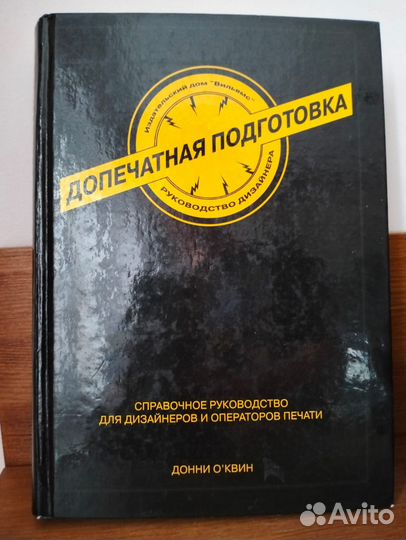 Издательский дом "Вильямс"
ДОПЕЧАТНАЯ ПОДГОТОВКА
РУКОВОДСТВО ДИЗАЙНЕРА
СПРАВОЧНОЕ РУКОВОДСТВО
ДЛЯ ДИЗАЙНЕРОВ И ОПЕРАТОРОВ ПЕЧАТИ
ДОННИ О'КВИН
Avito